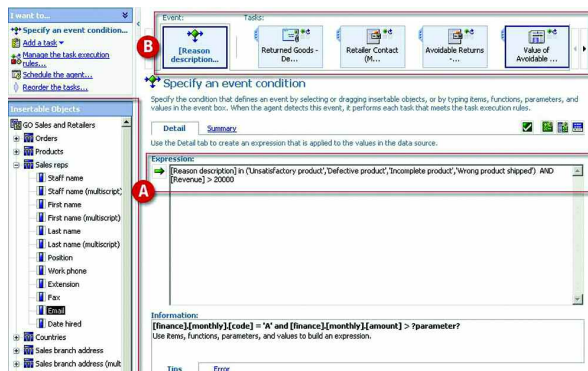 I want to...
Specify an event condition...
Add a task
Manage the task execution
rules...
Schedule the agent...
Reorder the tasks...
Insertable Objects
GO Sales and Retailers
Orders
Products
Sales reps
Staff name
Staff name (multiscript)
First name
First name (multiscript)
Last name
Last name (multiscript)
Position
Work phone
Extension
Fax
Email
Date hired
Countries
Sales branch address
Sales branch address (mult
A
B
Event:
Tasks:
[Reason
description...
Returned Goods -
De...
Retailer Contact
(M...
Avoidable Returns
-...
Value of
Avoidable ...
Specify an event condition
Specify the condition that defines an event by selecting or dragging insertable objects, or by typing items, functions, parameters, and
values in the event box. When the agent detects this event, it performs each task that meets the task execution rules.
Detail
Summary
Use the Detail tab to create an expression that is applied to the values in the data source.
Expression:
[Reason description] in ('Unsatisfactory product','Defective product','Incomplete product','Wrong product shipped') AND
[Revenue] > 20000
Information:
[finance].[monthly].[code] = 'A' and [finance].[monthly].[amount] > ?parameter?
Use items, functions, parameters, and values to build an expression.
Tips
Error